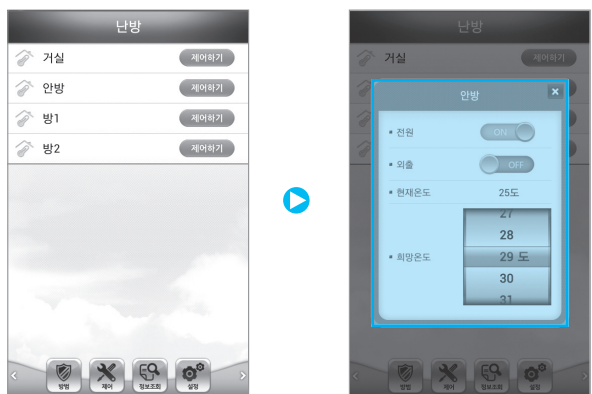 난방
거실 제어하기
안방 제어하기
방1 제어하기
방2 제어하기
방범 제어 정보조회 설정
난방
거실 제어하기
안방
전원 ON
외출 OFF
현재온도 25도
27
28
희망온도 29 도
30
31
방범 제어 정보조회 설정